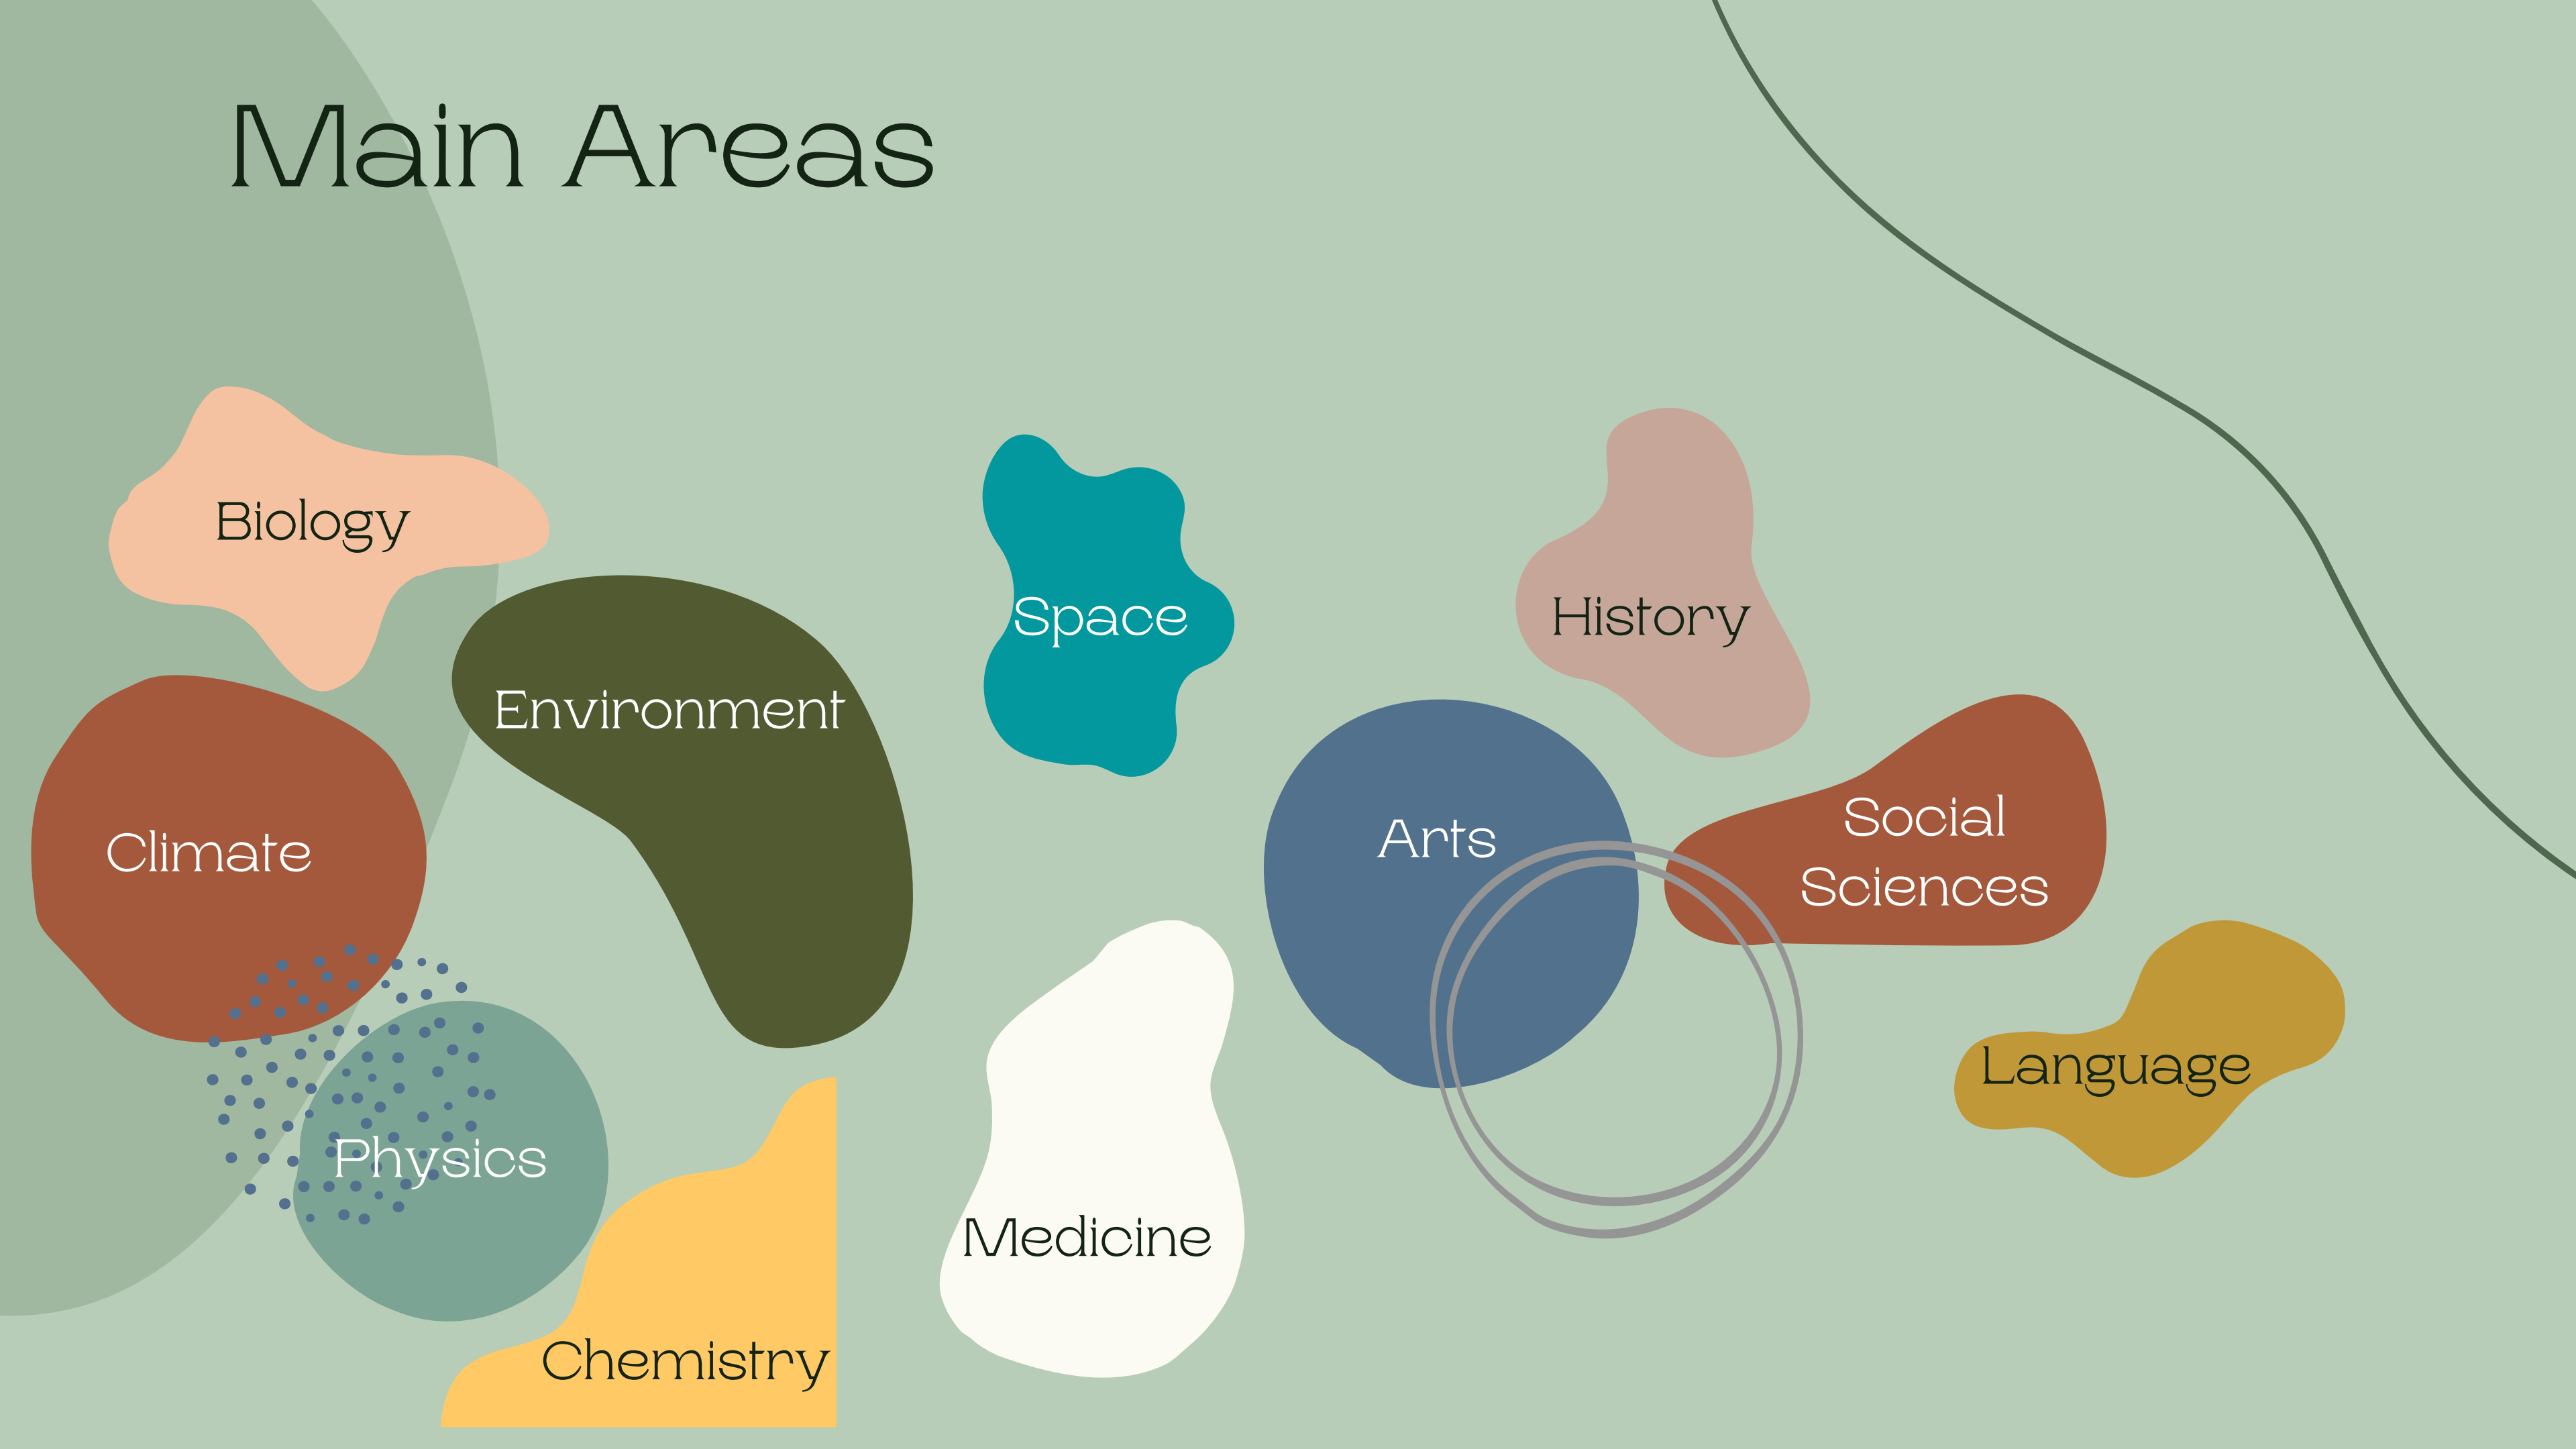 Main Areas
Biology
Environment
Space
History
Climate
Arts
Social
Sciences
Physics
Language
Medicine
Chemistry